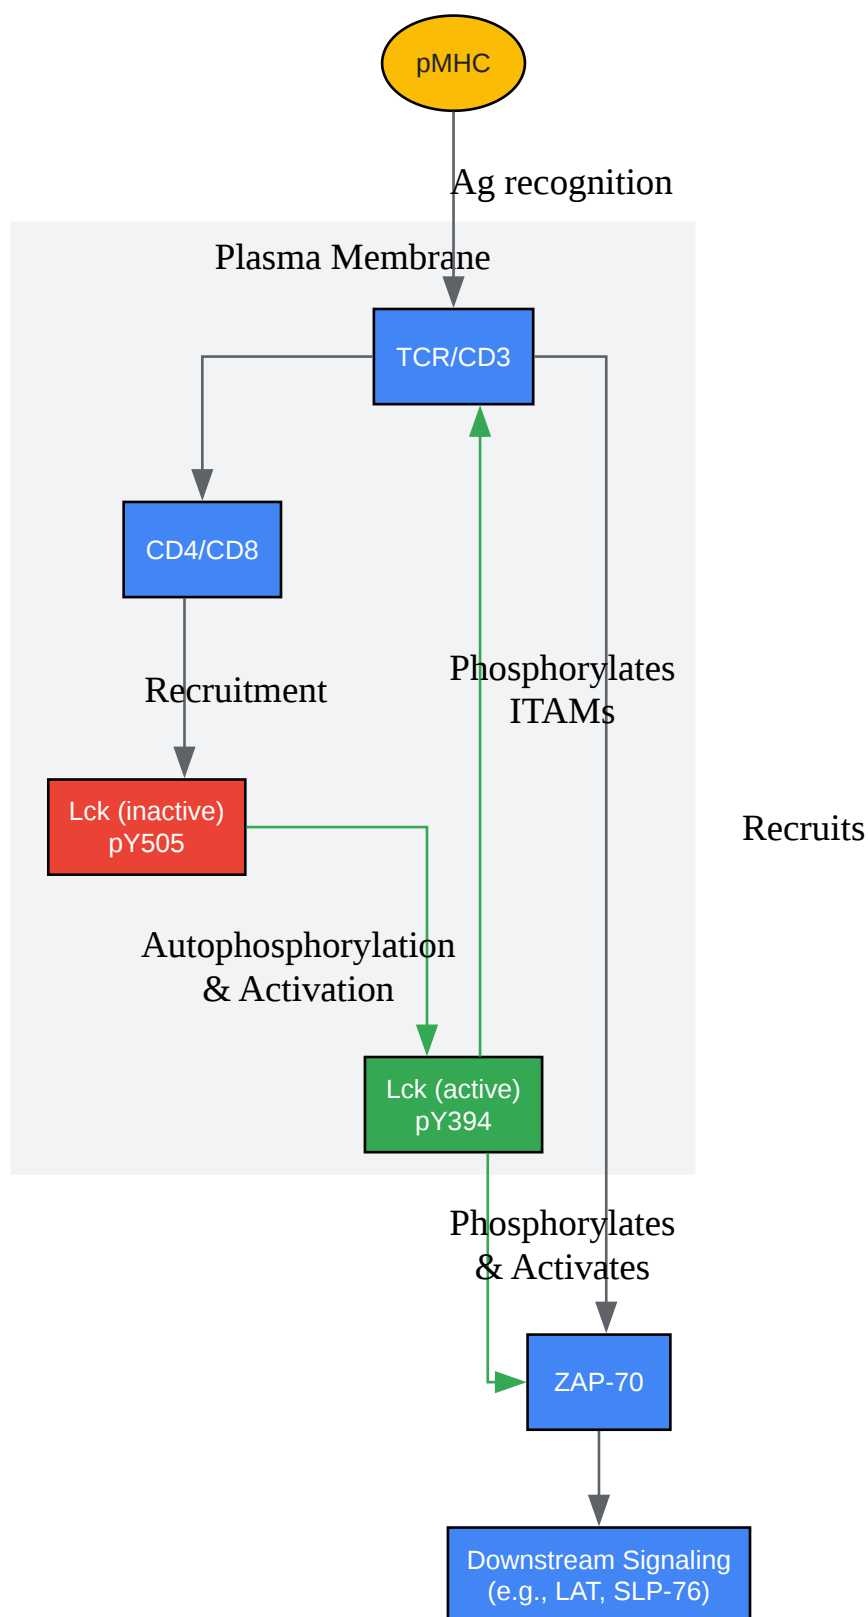 pMHC
Ag recognition
Plasma Membrane
TCR/CD3
CD4/CD8
Phosphorylates
ITAMs
Recruitment
Lck (inactive)
pY505
Recruits
Autophosphorylation
& Activation
Lck (active)
pY394
Phosphorylates
& Activates
ZAP-70
Downstream Signaling
(e.g., LAT, SLP-76)